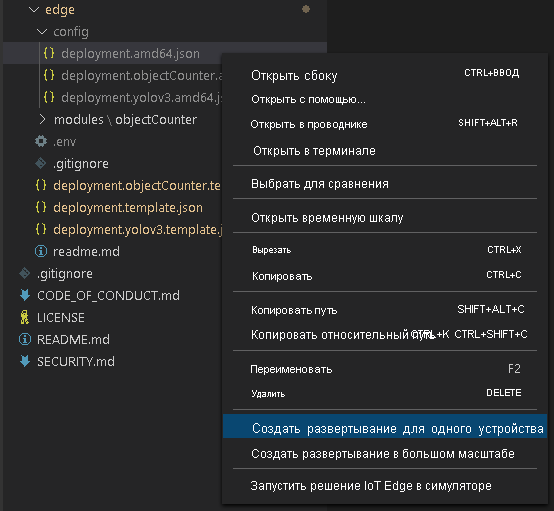 edge
config
{} deployment.amd64.json
{} deployment.objectCounter.a
{} deployment.yolov3.amd64.js
modules \ objectCounter
.env
.gitignore
{} deployment.objectCounter.te
{} deployment.template.json
{} deployment.yolov3.template.j
readme.md
.gitignore
CODE_OF_CONDUCT.md
LICENSE
README.md
SECURITY.md
Открыть сбоку CTRL+ВВОД
Открыть с помощью...
Открыть в проводнике SHIFT+ALT+R
Открыть в терминале
Выбрать для сравнения
Открыть временную шкалу
Вырезать CTRL+X
Копировать CTRL+C
Копировать путь SHIFT+ALT+C
Копировать относительный путь CTRL+K CTRL+SHIFT+C
Переименовать F2
Удалить DELETE
Создать развертывание для одного устройства
Создать развертывание в большом масштабе
Запустить решение IoT Edge в симуляторе